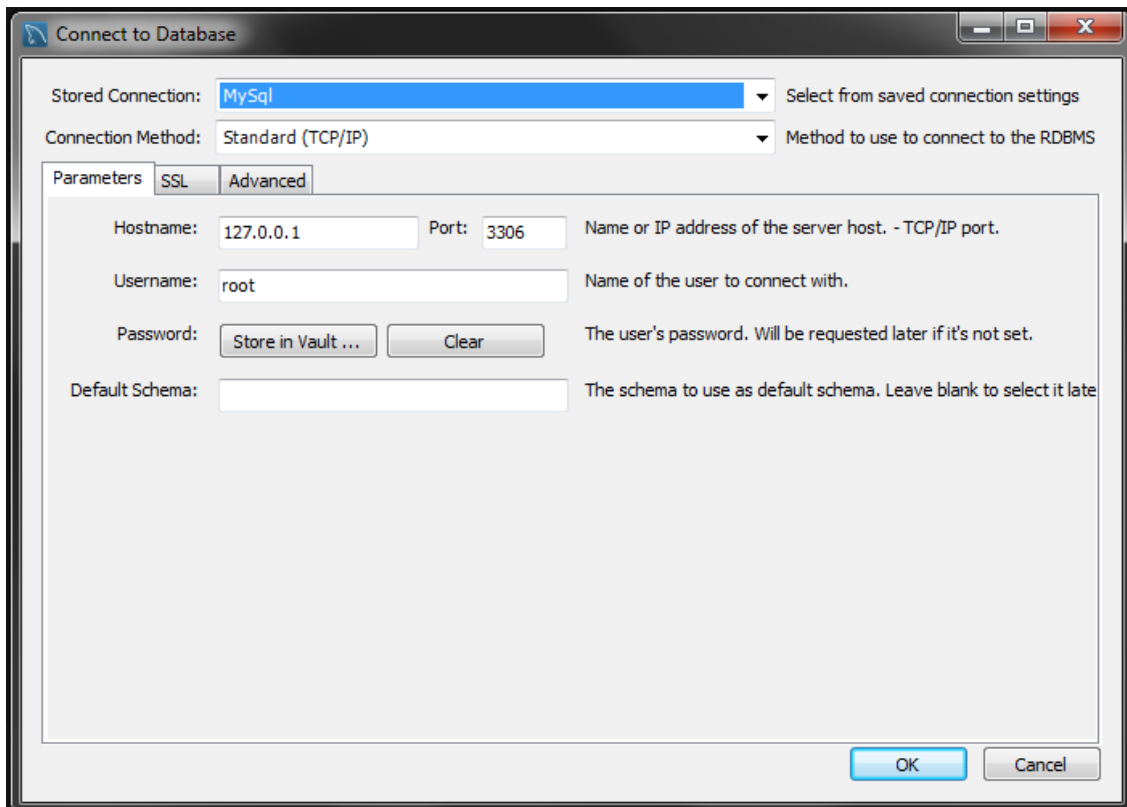 Connect to Database
Stored Connection: MySql Select from saved connection settings
Connection Method: Standard (TCP/IP) Method to use to connect to the RDBMS
Parameters SSL Advanced
Hostname: 127.0.0.1 Port: 3306 Name or IP address of the server host. - TCP/IP port.
Username: root Name of the user to connect with.
Password: Store in Vault ... Clear The user's password. Will be requested later if it's not set.
Default Schema: The schema to use as default schema. Leave blank to select it late
OK Cancel